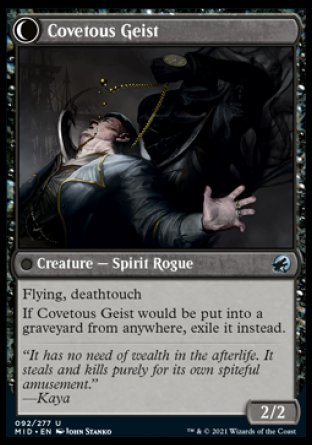 Covetous Geist
Creature — Spirit Rogue
Flying, deathtouch
If Covetous Geist would be put into a
graveyard from anywhere, exile it instead.
“It has no need of wealth in the afterlife. It
steals and kills purely for its own spiteful
amusement.”
—Kaya
2/2
092/277 U
MID • EN JOHN STANKO
™ & © 2021 Wizards of the Coast